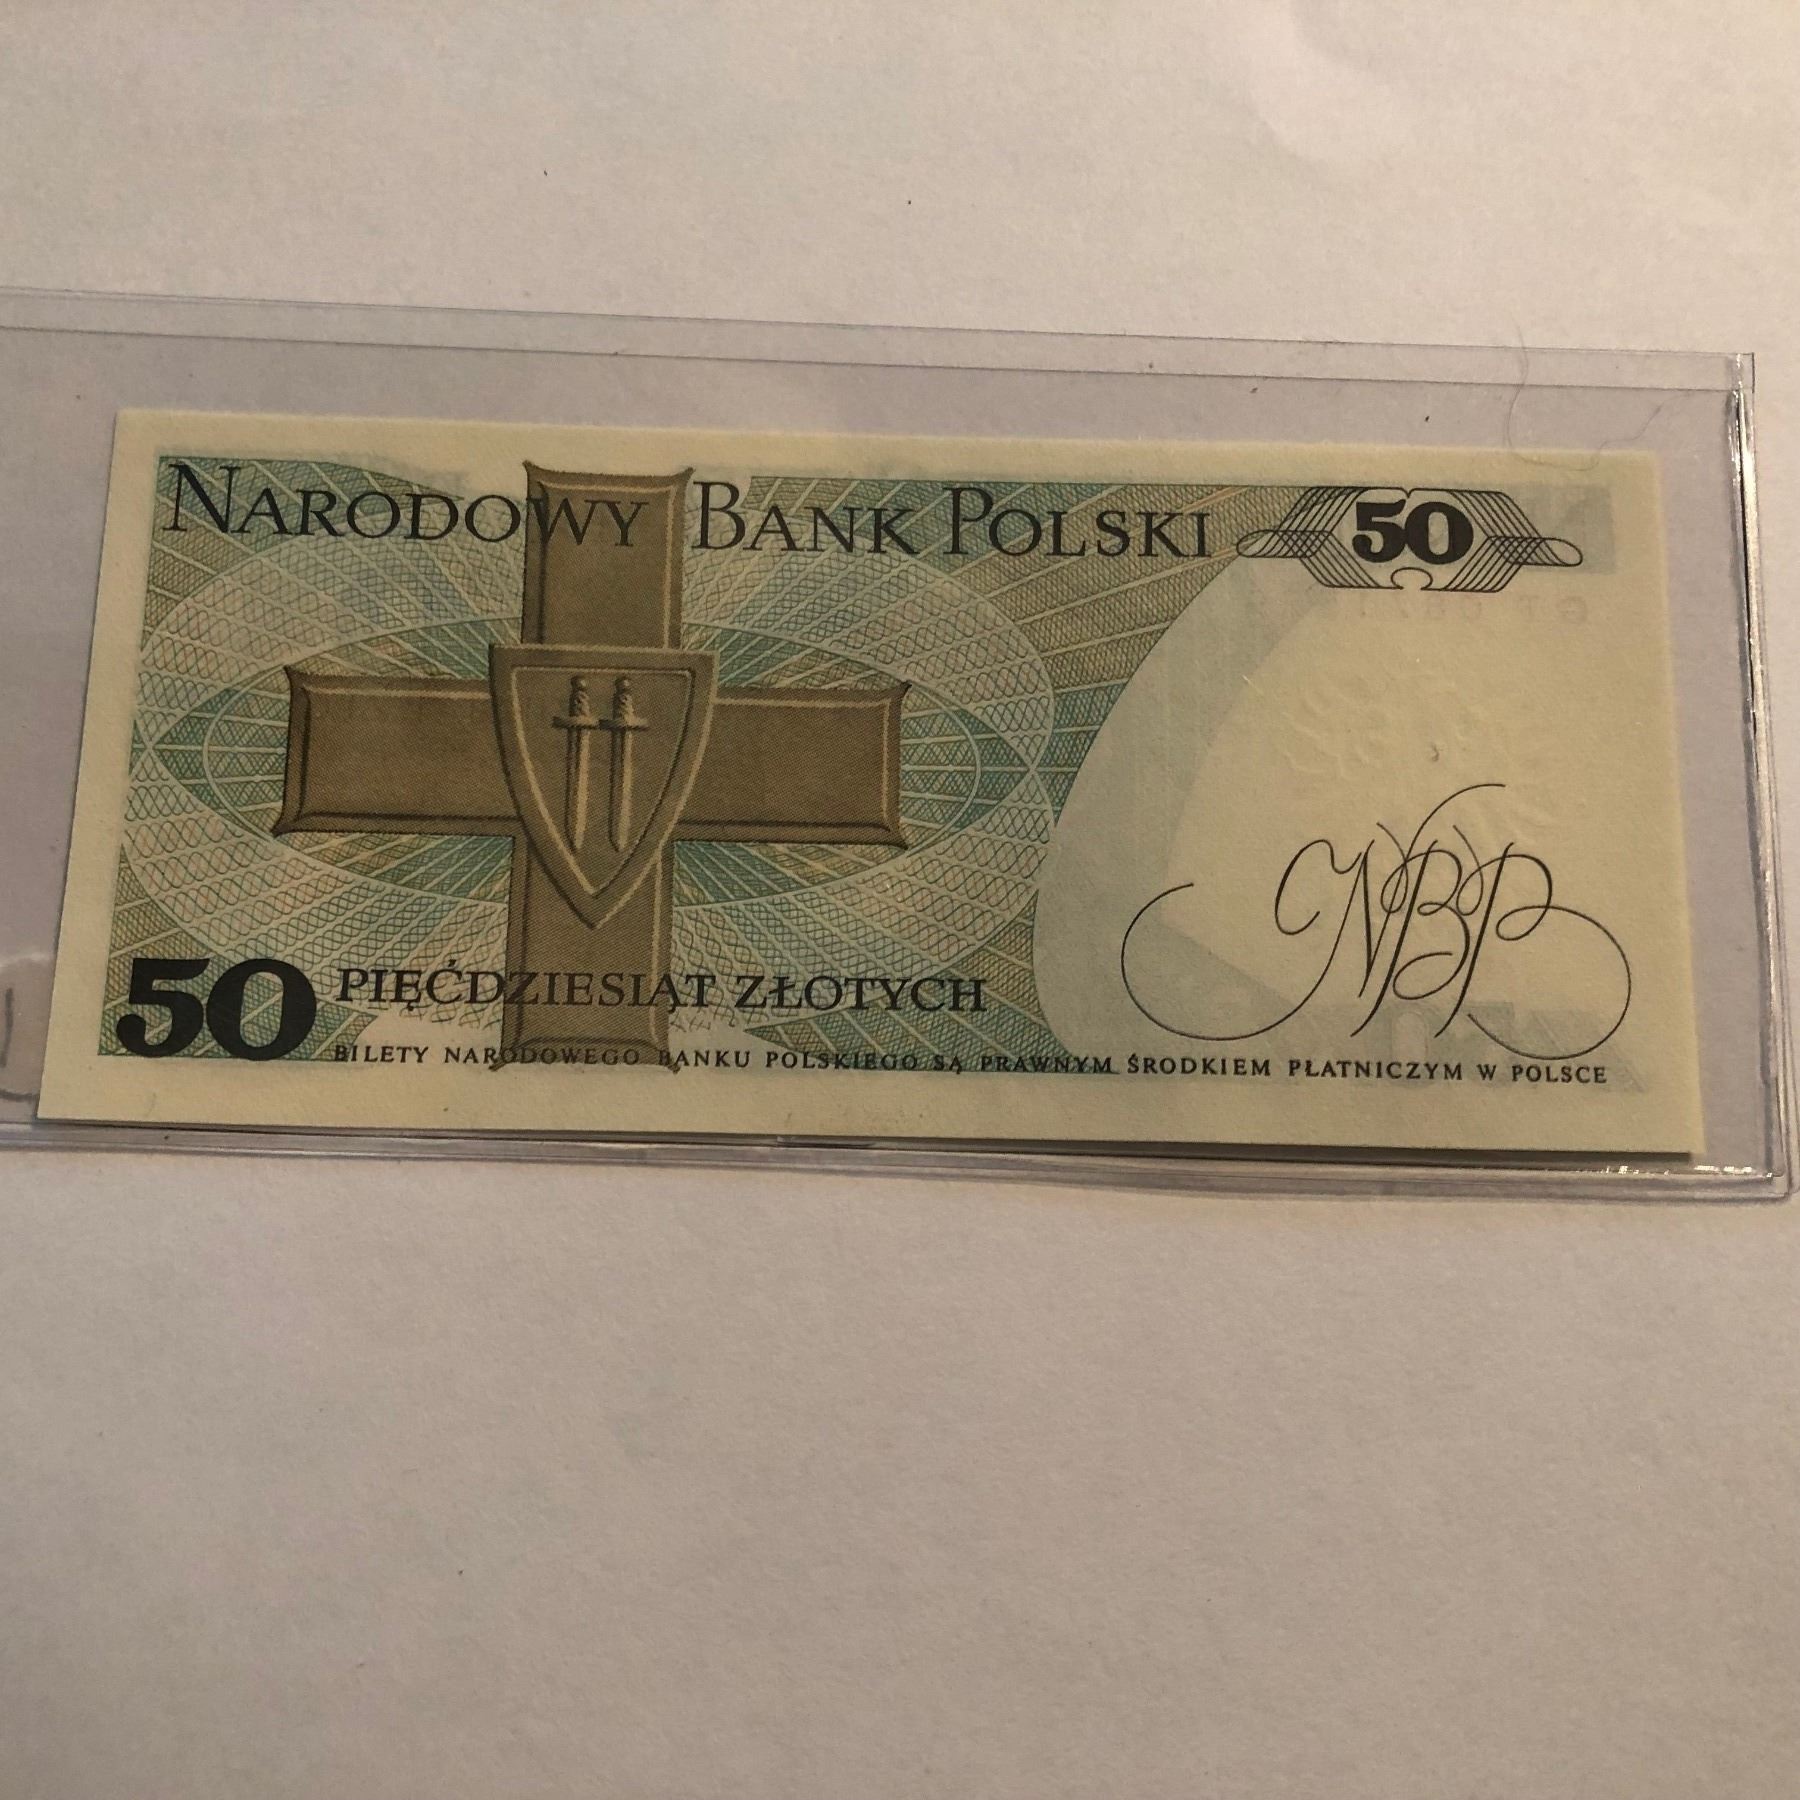 NARODOWY BANK POLSKI 50
NBP
50 PIĘĆDZIESIĄT ZŁOTYCH
BILETY NARODOWEGO BANKU POLSKIEGO SĄ PRAWNYM ŚRODKIEM PŁATNICZYM W POLSCE